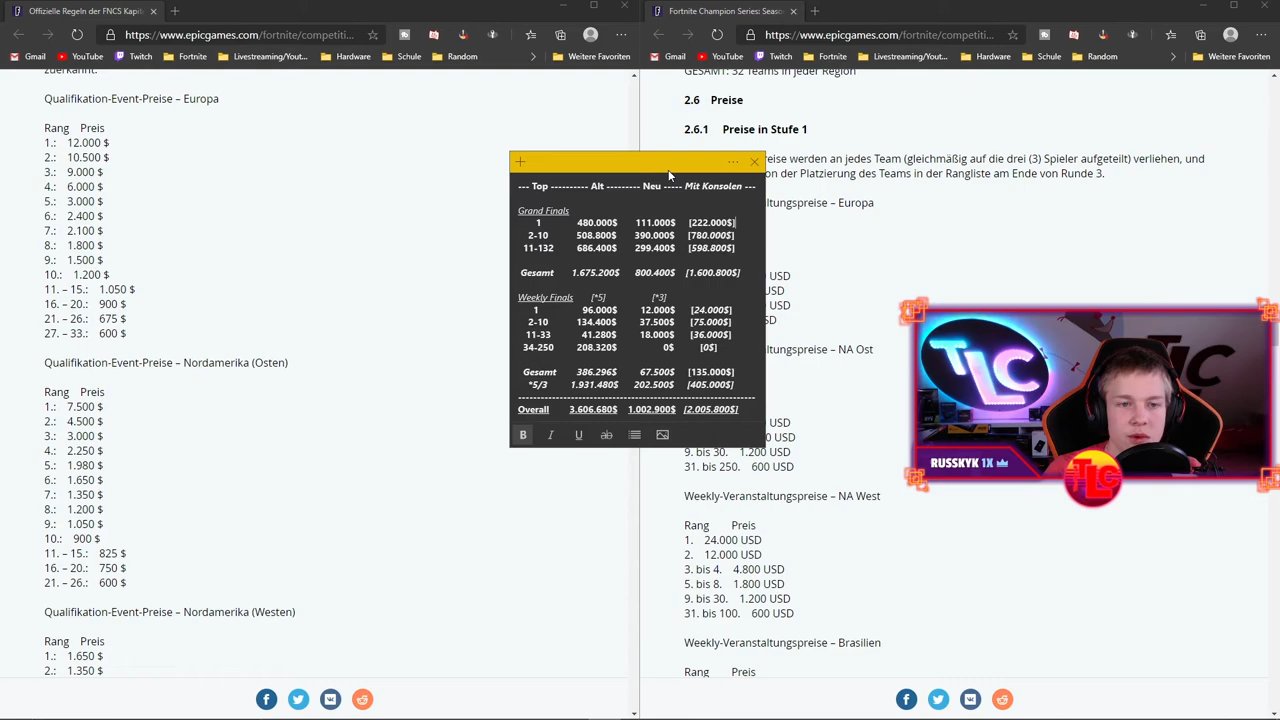 Offizielle Regeln der FNCS Kapit
https://www.epicgames.com/fortnite/competiti...
Gmail YouTube Twitch Fortnite Livestreaming/Yout... Hardware Schule Random Weitere Favoriten
zuerkannt.
Qualifikation-Event-Preise – Europa
Rang Preis
1.: 12.000 $
2.: 10.500 $
3.: 9.000 $
4.: 6.000 $
5.: 3.000 $
6.: 2.400 $
7.: 2.100 $
8.: 1.800 $
9.: 1.500 $
10.: 1.200 $
11. – 15.: 1.050 $
16. – 20.: 900 $
21. – 26.: 675 $
27. – 33.: 600 $
Qualifikation-Event-Preise – Nordamerika (Osten)
Rang Preis
1.: 7.500 $
2.: 4.500 $
3.: 3.000 $
4.: 2.250 $
5.: 1.980 $
6.: 1.650 $
7.: 1.350 $
8.: 1.200 $
9.: 1.050 $
10.: 900 $
11. – 15.: 825 $
16. – 20.: 750 $
21. – 26.: 600 $
Qualifikation-Event-Preise – Nordamerika (Westen)
Rang Preis
1.: 1.650 $
2.: 1.350 $
--- Top ---------- Alt --------- Neu ----- Mit Konsolen ---
Grand Finals
1 480.000$ 111.000$ [222.000$]
2-10 508.800$ 390.000$ [780.000$]
11-132 686.400$ 299.400$ [598.800$]
Gesamt 1.675.200$ 800.400$ [1.600.800$]
Weekly Finals [*5] [*3]
1 96.000$ 12.000$ [24.000$]
2-10 134.400$ 37.500$ [75.000$]
11-33 41.280$ 18.000$ [36.000$]
34-250 208.320$ 0$ [0$]
Gesamt 386.296$ 67.500$ [135.000$]
*5/3 1.931.480$ 202.500$ [405.000$]
Overall 3.606.680$ 1.002.900$ [2.005.800$]
B I U ab
Fortnite Champion Series: Seaso
https://www.epicgames.com/fortnite/competiti...
Gmail YouTube Twitch Fortnite Livestreaming/Yout... Hardware Schule Random Weitere Favoriten
GESAMT: 32 Teams in jeder Region
2.6 Preise
2.6.1 Preise in Stufe 1
eise werden an jedes Team (gleichmäßig auf die drei (3) Spieler aufgeteilt) verliehen, und
on der Platzierung des Teams in der Rangliste am Ende von Runde 3.
altungspreise – Europa
USD
USD
USD
SD
altungspreise – NA Ost
USD
USD
9. bis 30. 1.200 USD
31. bis 250. 600 USD
Weekly-Veranstaltungspreise – NA West
Rang Preis
1. 24.000 USD
2. 12.000 USD
3. bis 4. 4.800 USD
5. bis 8. 1.800 USD
9. bis 30. 1.200 USD
31. bis 100. 600 USD
Weekly-Veranstaltungspreise – Brasilien
Rang Preis
TLC
RUSSKYK 1X
TLC